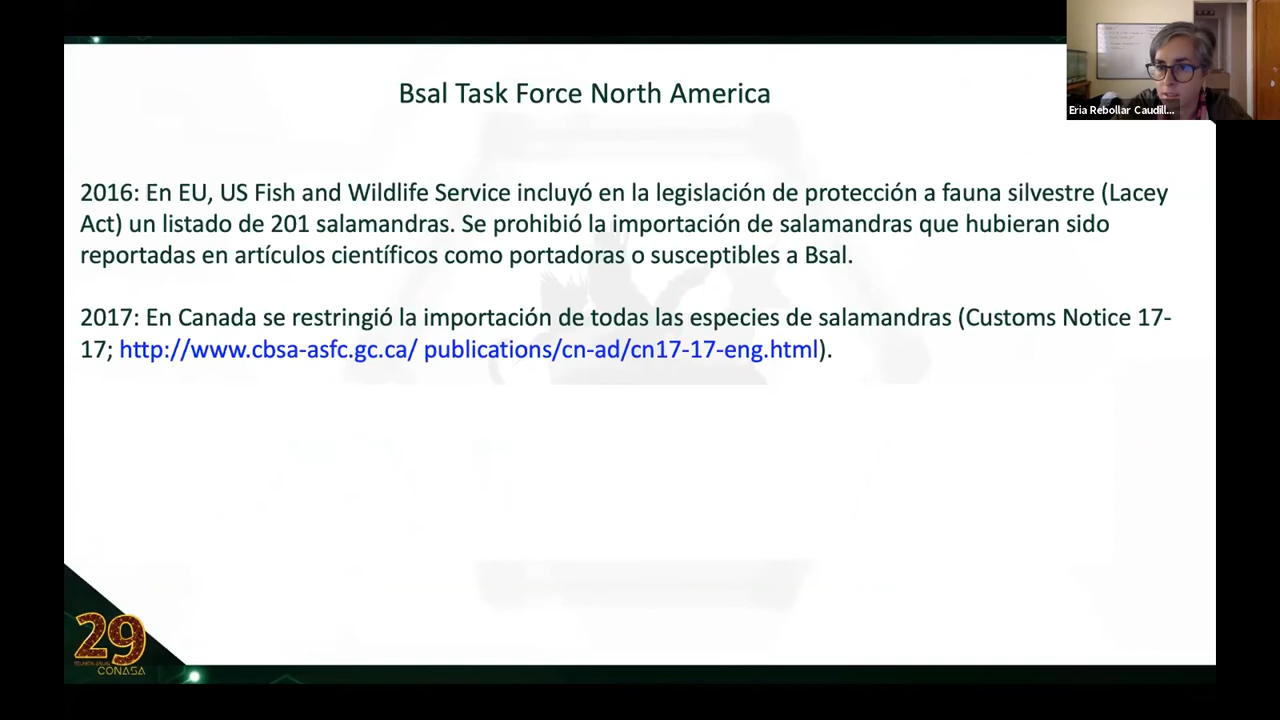 Bsal Task Force North America
Eria Rebollar Caudill...
2016: En EU, US Fish and Wildlife Service incluyó en la legislación de protección a fauna silvestre (Lacey
Act) un listado de 201 salamandras. Se prohibió la importación de salamandras que hubieran sido
reportadas en artículos científicos como portadoras o susceptibles a Bsal.
2017: En Canada se restringió la importación de todas las especies de salamandras (Customs Notice 17-
17; http://www.cbsa-asfc.gc.ca/ publications/cn-ad/cn17-17-eng.html).
29
REUNIÓN ANUAL
CONASA